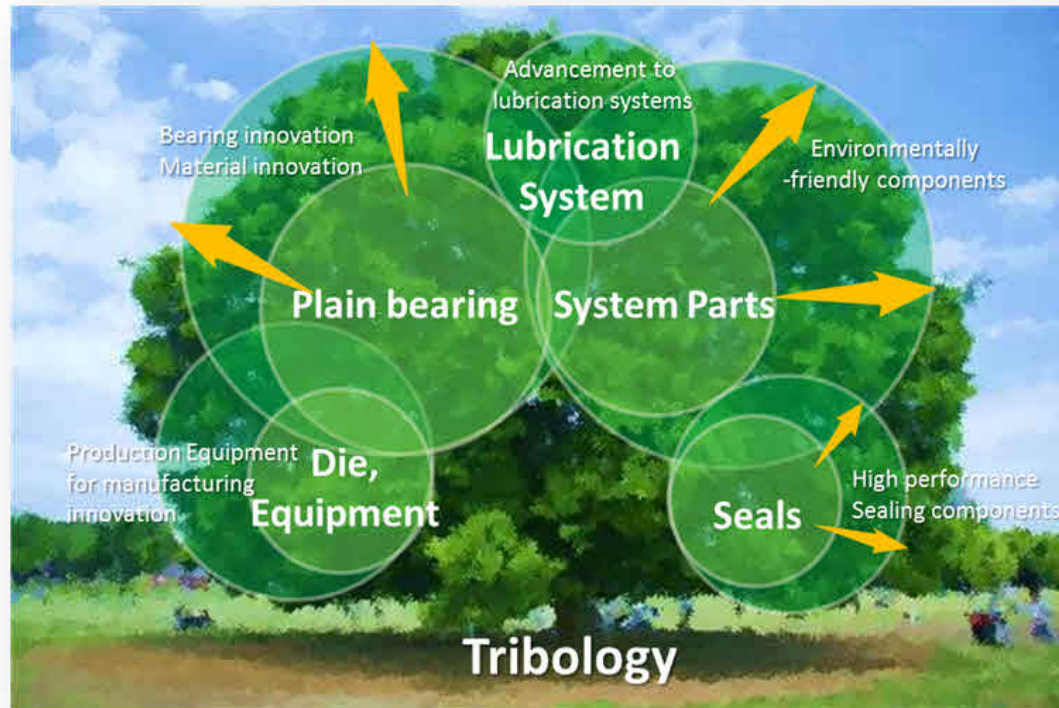 Advancement to
lubrication systems
Lubrication
System
Bearing innovation
Material innovation
Environmentally
-friendly components
Plain bearing
System Parts
Production Equipment
for manufacturing
innovation
Die,
Equipment
High performance
Sealing components
Seals
Tribology